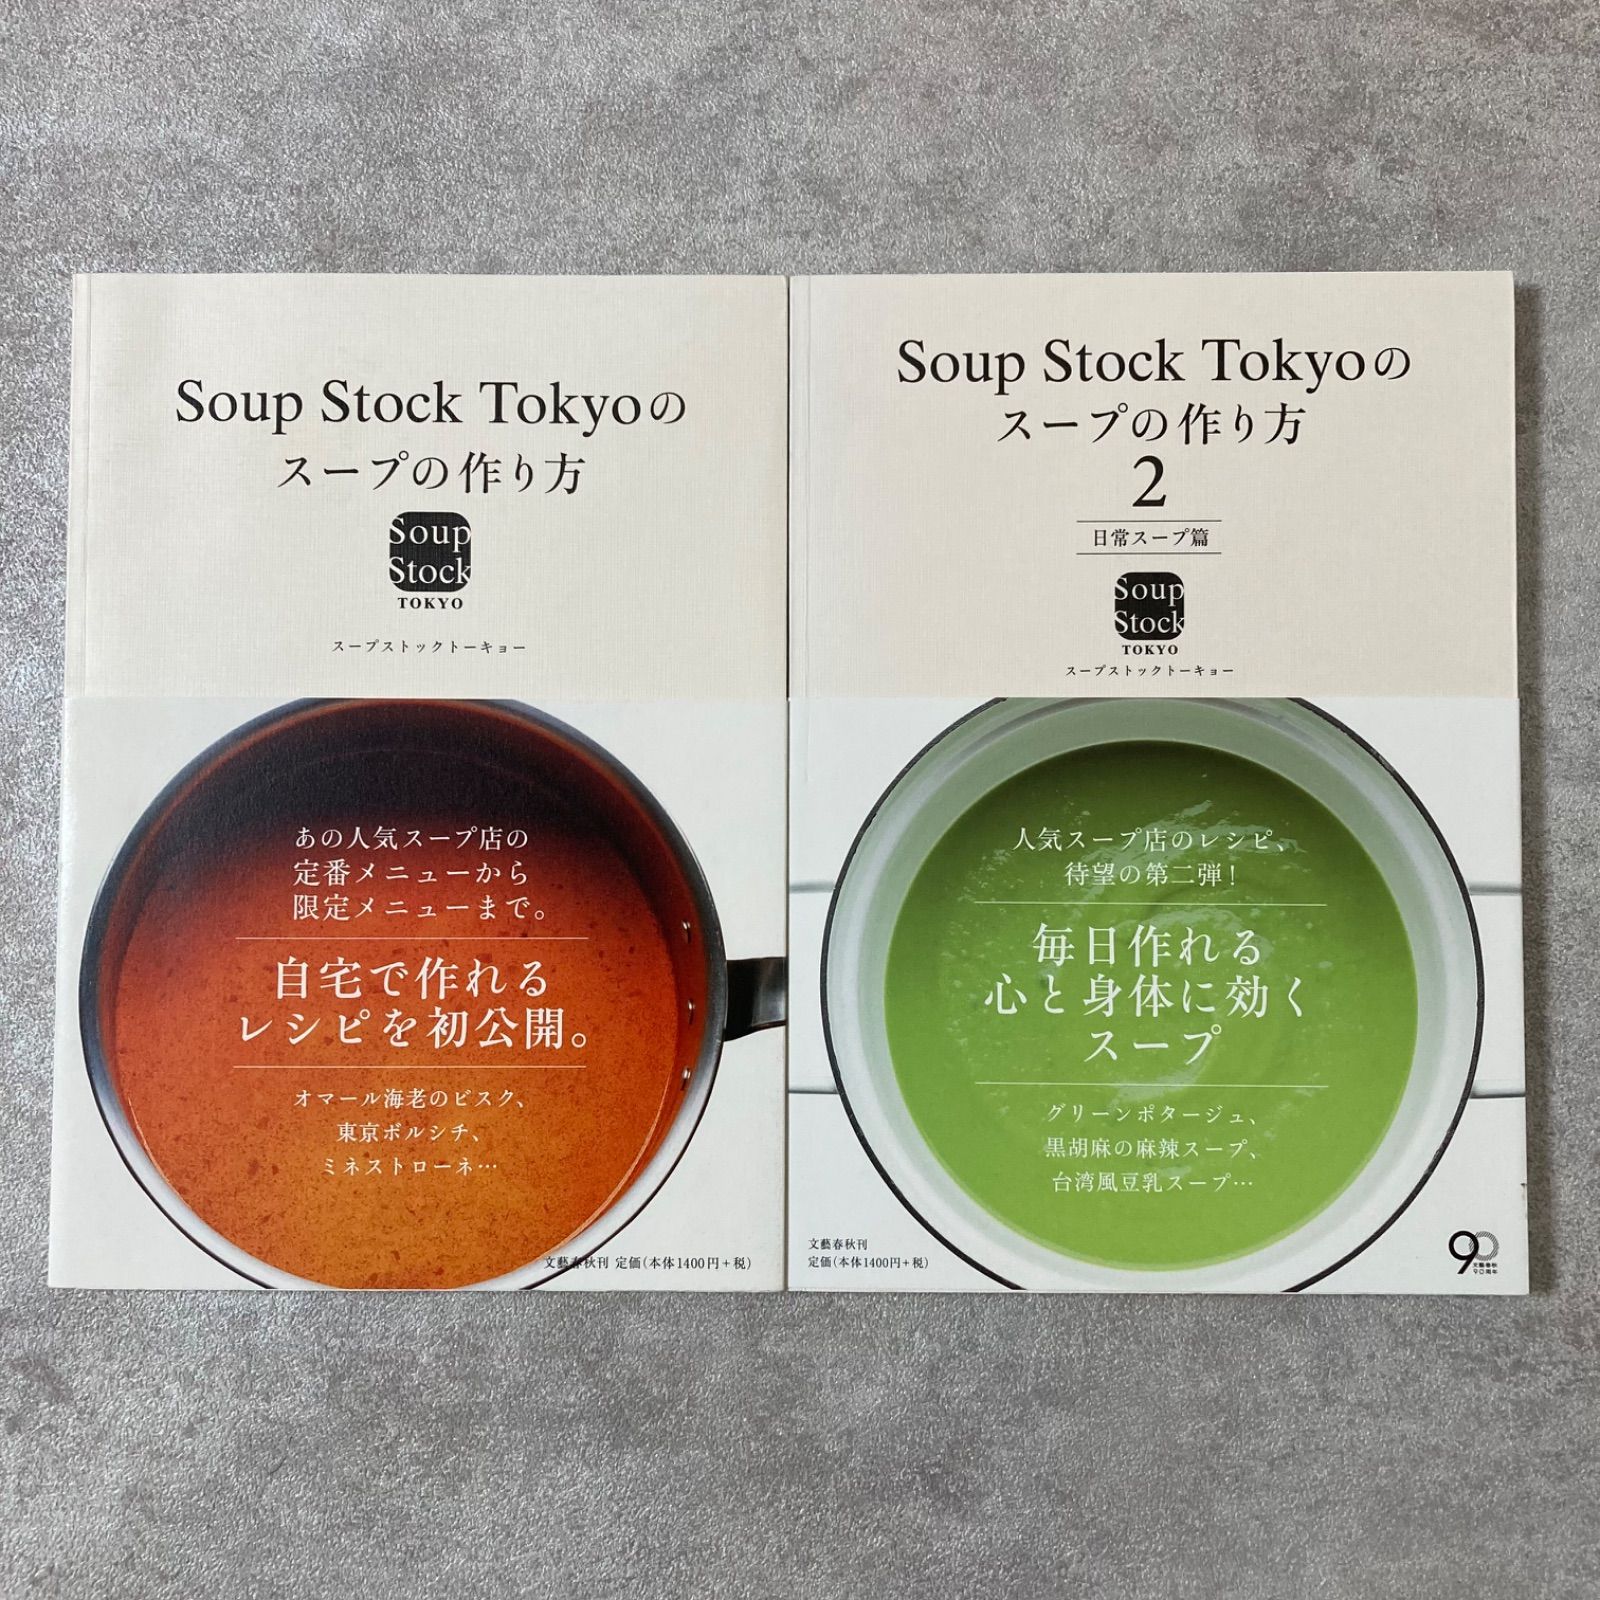 Soup Stock Tokyoの
スープの作り方
Soup
Stock
TOKYO
スープストックトーキョー
あの人気スープ店の
定番メニューから
限定メニューまで。
自宅で作れる
レシピを初公開。
オマール海老のビスク、
東京ボルシチ、
ミネストローネ…
文藝春秋刊 定価(本体1400円+税)
Soup Stock Tokyoの
スープの作り方
2
日常スープ篇
Soup
Stock
TOKYO
スープストックトーキョー
人気スープ店のレシピ、
待望の第二弾!
毎日作れる
心と身体に効く
スープ
グリーンポタージュ、
黒胡麻の麻辣スープ、
台湾風豆乳スープ…
文藝春秋刊
定価(本体1400円+税)
90
文藝春秋
90周年